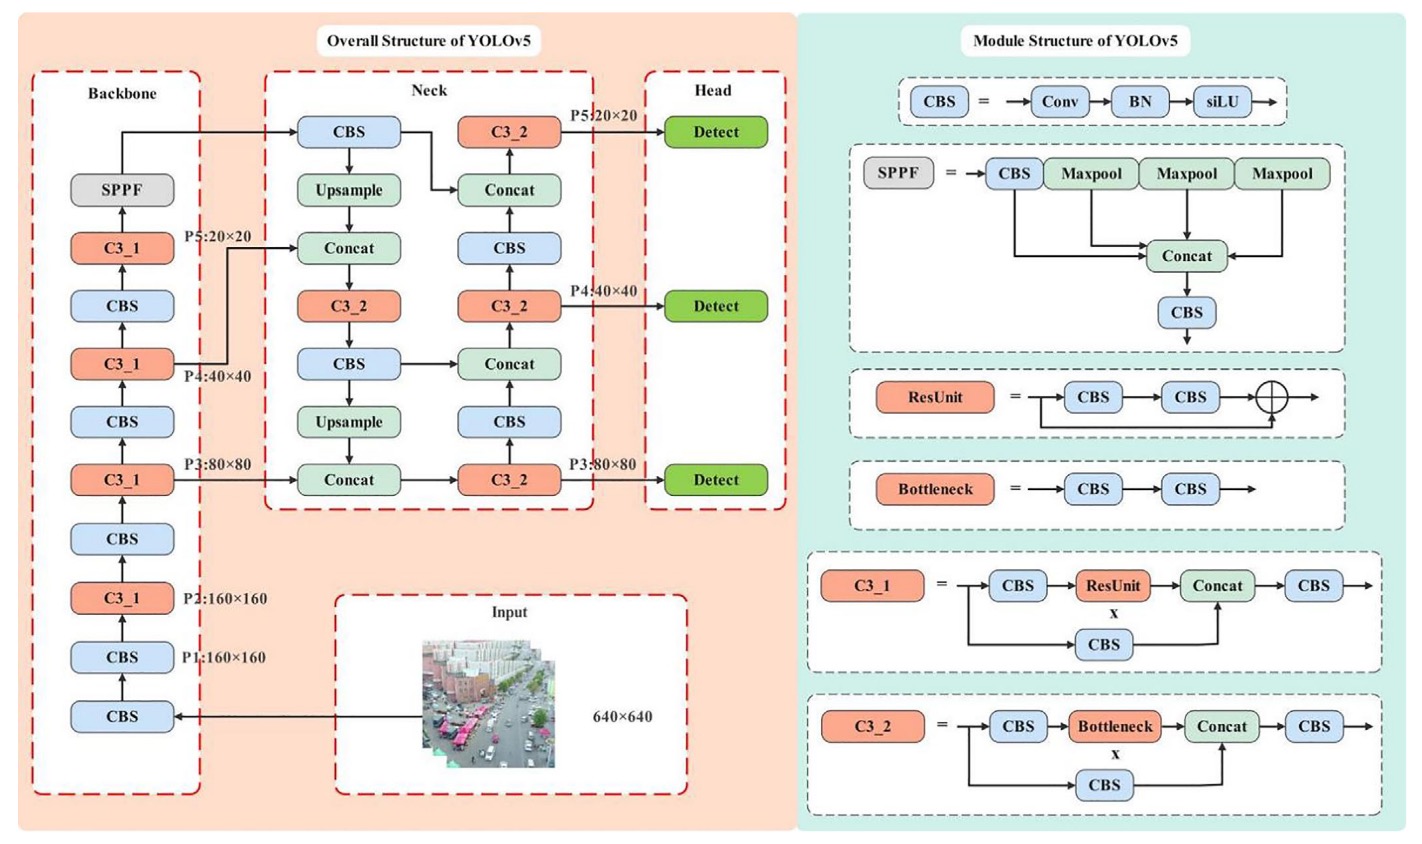 Overall Structure of YOLOv5
Backbone
SPPF
C3_1
P5:20×20
CBS
C3_1
P4:40×40
CBS
C3_1
P3:80×80
CBS
C3_1
P2:160×160
CBS
P1:160×160
CBS
Neck
CBS
Upsample
Concat
C3_2
CBS
Upsample
Concat
C3_2
Concat
CBS
C3_2
Concat
CBS
C3_2
P5:20×20
P4:40×40
P3:80×80
Head
Detect
Detect
Detect
Input
640×640
Module Structure of YOLOv5
CBS = Conv BN siLU
SPPF = CBS Maxpool Maxpool Maxpool
Concat
CBS
ResUnit = CBS CBS
Bottleneck = CBS CBS
C3_1 = CBS ResUnit Concat CBS
x
CBS
C3_2 = CBS Bottleneck Concat CBS
x
CBS